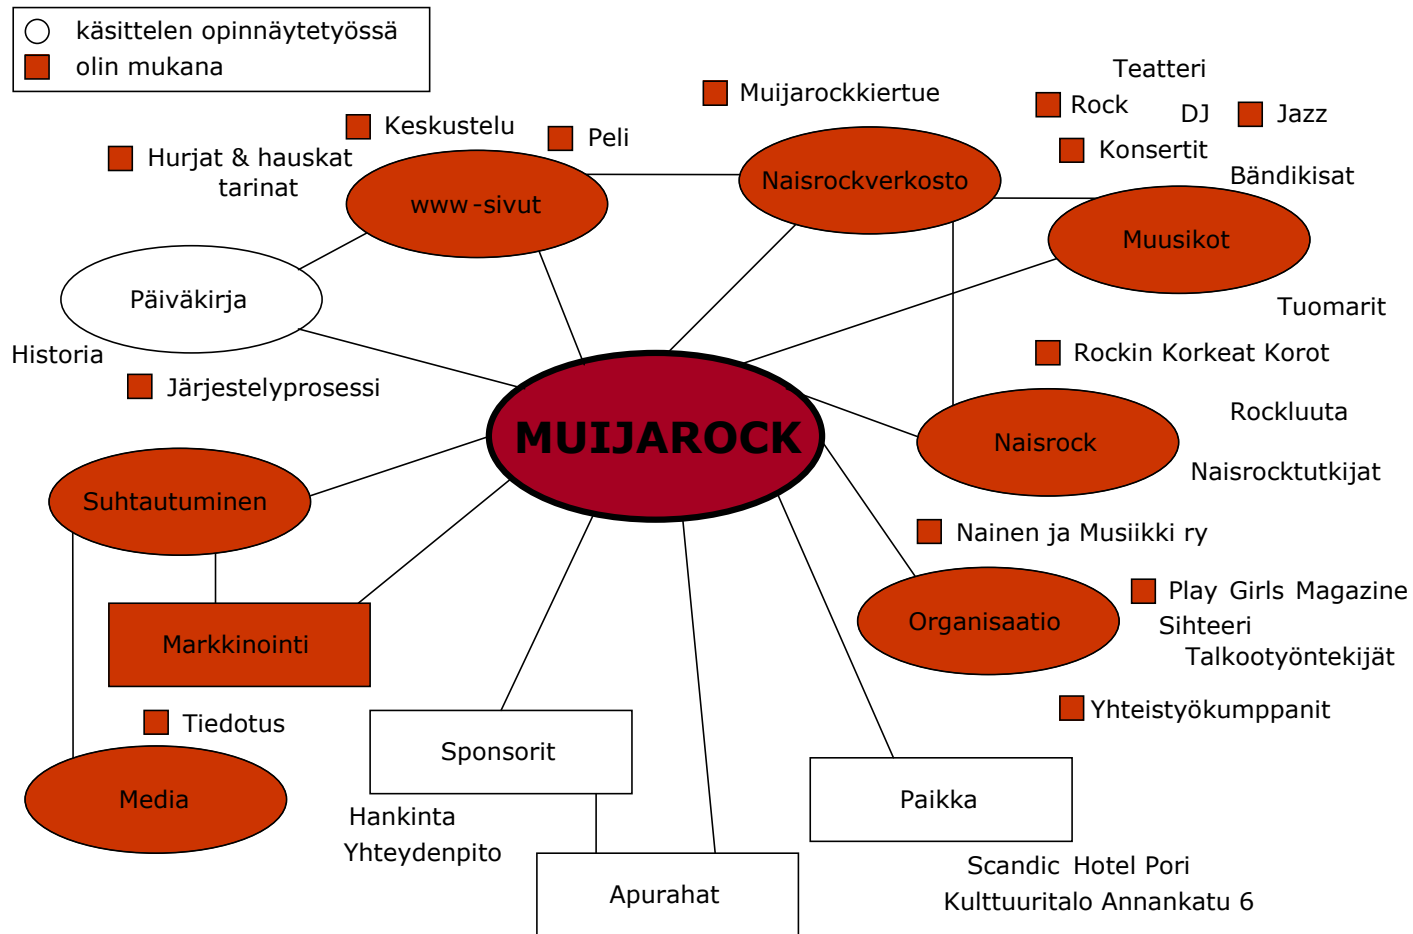 käsittelen opinnäytetyössä
olin mukana
Teatteri
Muijarockkiertue
Rock
DJ
Jazz
Keskustelu
Peli
Konsertit
Hurjat & hauskat
tarinat
Bändikisat
Naisrockverkosto
www-sivut
Muusikot
Päiväkirja
Tuomarit
Historia
Rockin Korkeat Korot
Järjestelyprosessi
Rockluuta
MUIJAROCK
Naisrock
Naisrocktutkijat
Suhtautuminen
Nainen ja Musiikki ry
Play Girls Magazine
Organisaatio
Sihteeri
Talkootyöntekijät
Markkinointi
Yhteistyökumppanit
Tiedotus
Sponsorit
Media
Paikka
Hankinta
Yhteydenpito
Scandic Hotel Pori
Apurahat
Kulttuuritalo Annankatu 6